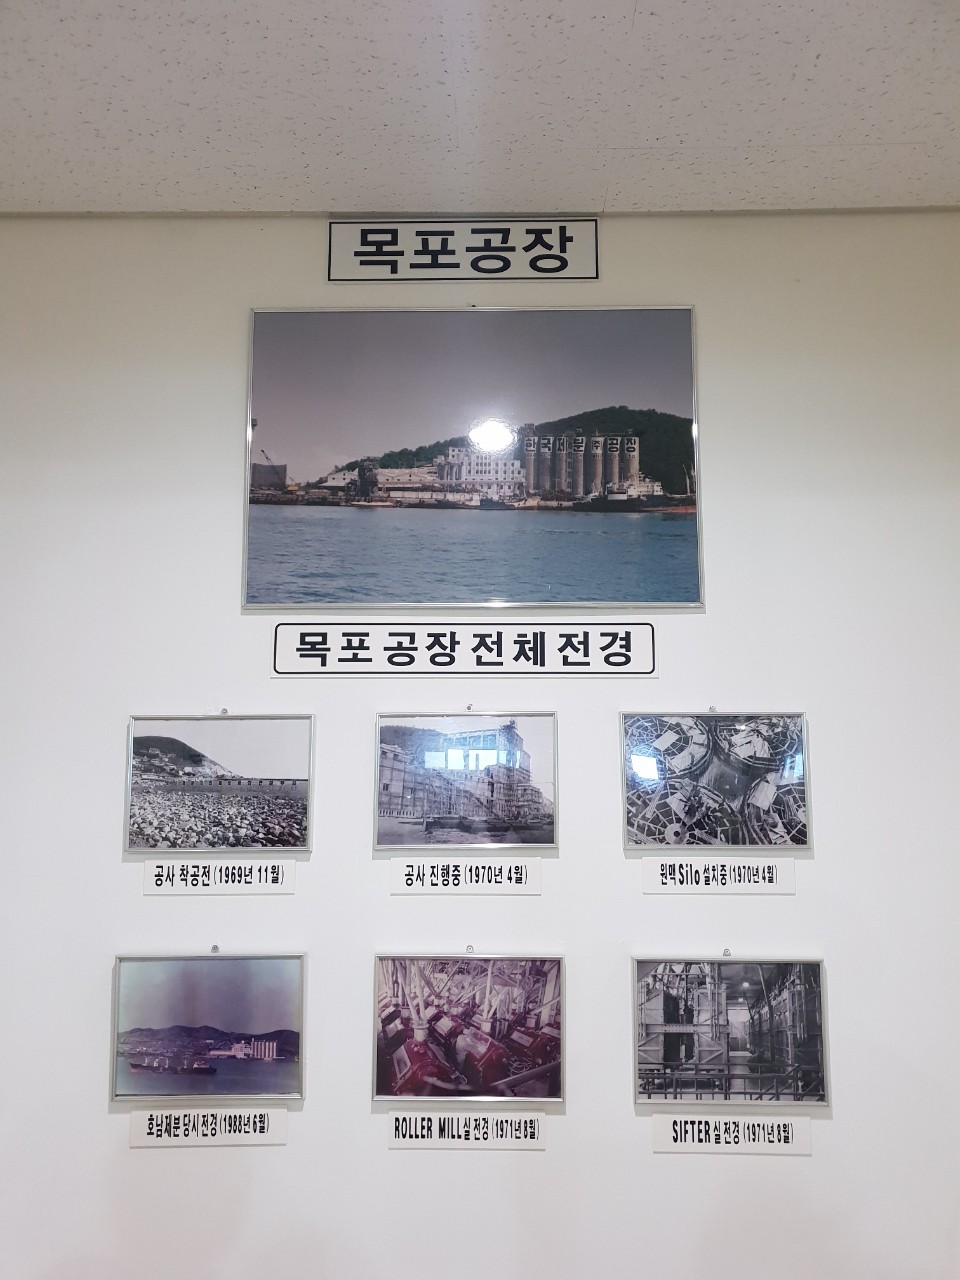 목포공장
한국제분㈜공장
목포공장전체전경
공사 착공전(1969년 11월)
공사 진행중(1970년 4월)
원맥Silo설치중(1970년 4월)
호남제분 당시 전경(1988년 6월)
ROLLER MILL실 전경(1971년 8월)
SIFTER실 전경(1971년 8월)